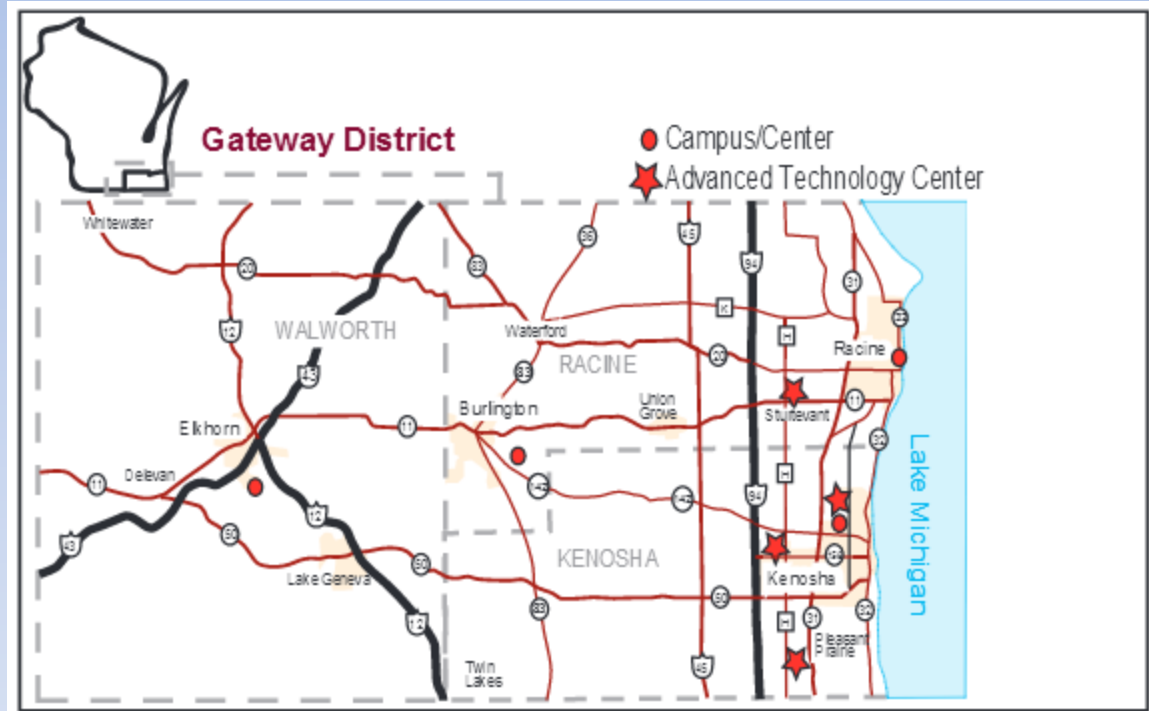 Gateway District
Campus/Center
Advanced Technology Center
Whitewater
36
45
94
20
83
31
K
32
12
WALWORTH
Waterford
H
Racine
20
RACINE
43
83
Burlington
Union
Grove
11
Sturtevant
Elkhorn
11
32
Delevan
H
11
142
142
94
Lake Michigan
12
43
50
KENOSHA
50
Kenosha
Lake Geneva
50
83
12
H
31
32
Pleasant
Prairie
Twin
Lakes
45